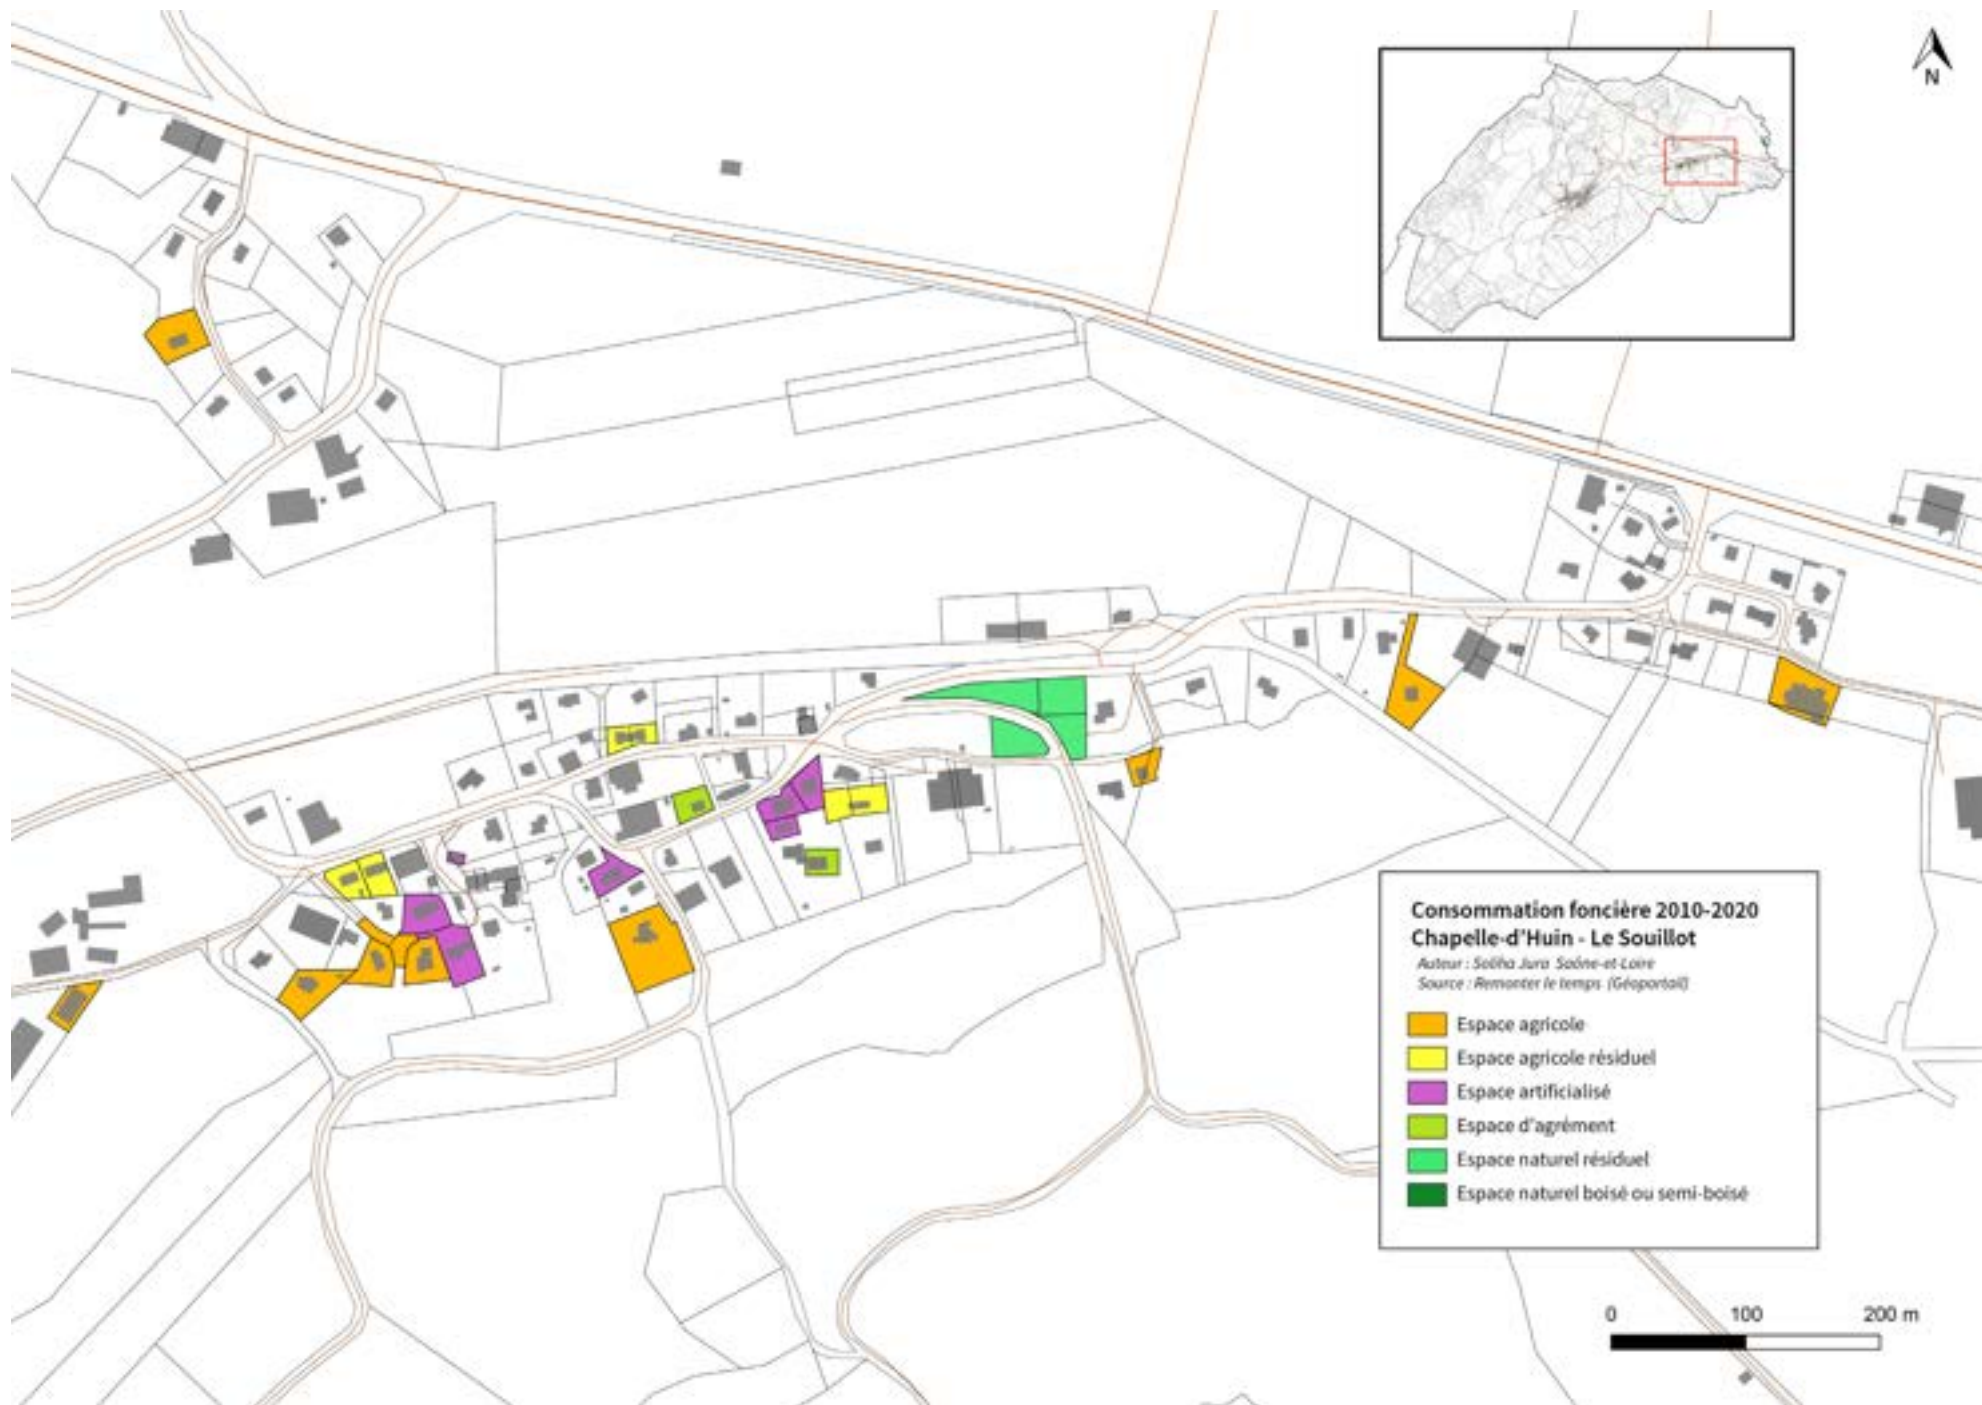 N
Consommation foncière 2010-2020
Chapelle-d'Huin - Le Souillot
Auteur : Soliha Jura Saône-et-Loire
Source : Remonter le temps (Géoportail)
Espace agricole
Espace agricole résiduel
Espace artificialisé
Espace d'agrément
Espace naturel résiduel
Espace naturel boisé ou semi-boisé
0 100 200 m